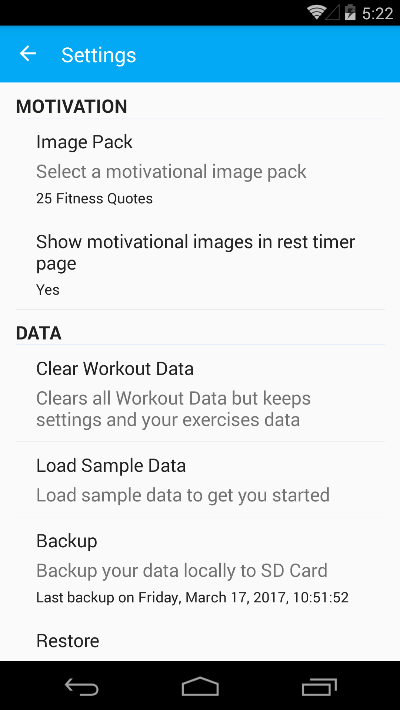 5:22
Settings
MOTIVATION
Image Pack
Select a motivational image pack
25 Fitness Quotes
Show motivational images in rest timer
page
Yes
DATA
Clear Workout Data
Clears all Workout Data but keeps
settings and your exercises data
Load Sample Data
Load sample data to get you started
Backup
Backup your data locally to SD Card
Last backup on Friday, March 17, 2017, 10:51:52
Restore